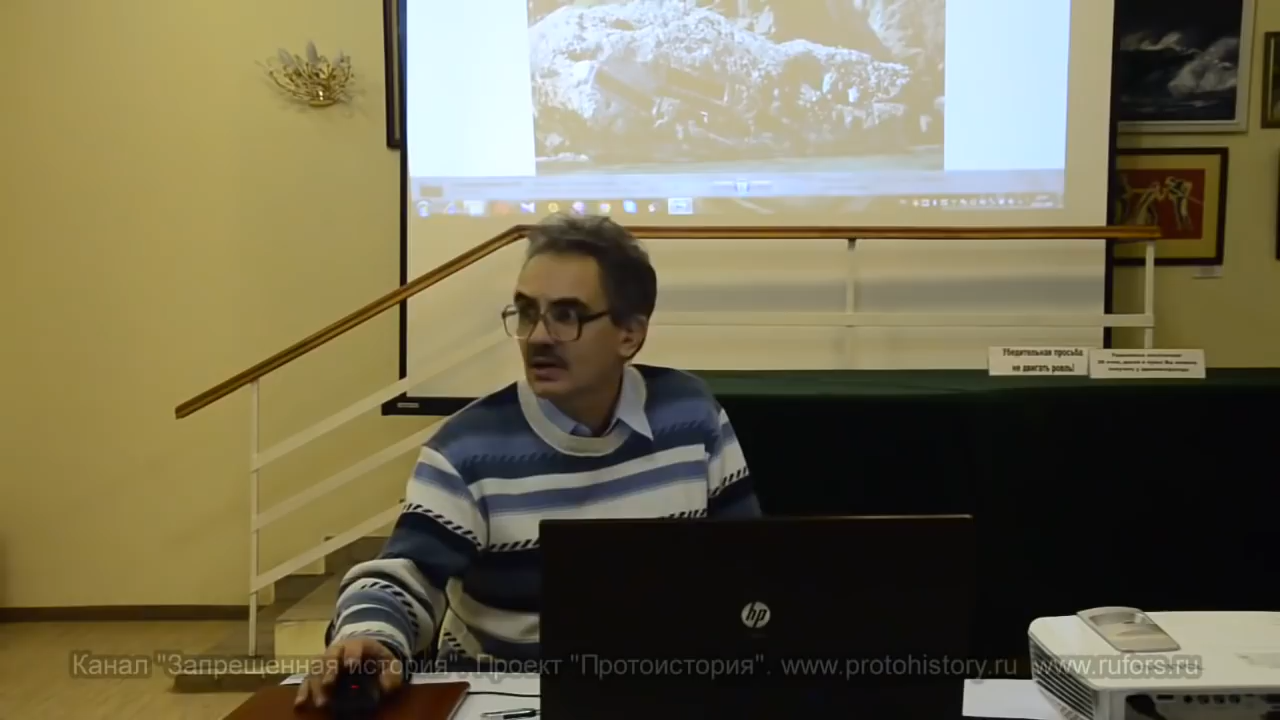 Убедительная просьба
не двигать рояль!
hp
Канал "Запрещенная история". Проект "Протоистория". www.protohistory.ru www.rufors.ru